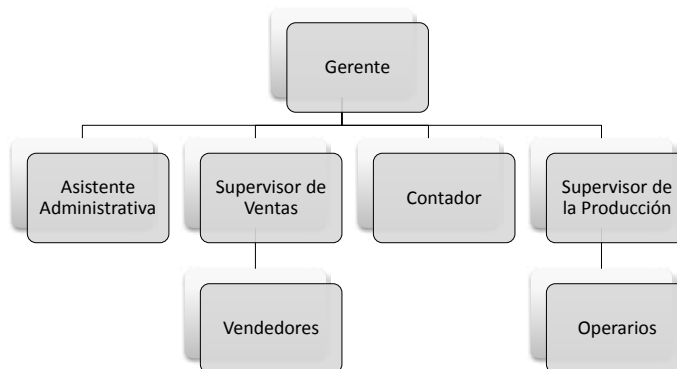 Gerente
Asistente
Administrativa
Supervisor de
Ventas
Contador
Supervisor de
la Producción
Vendedores
Operarios